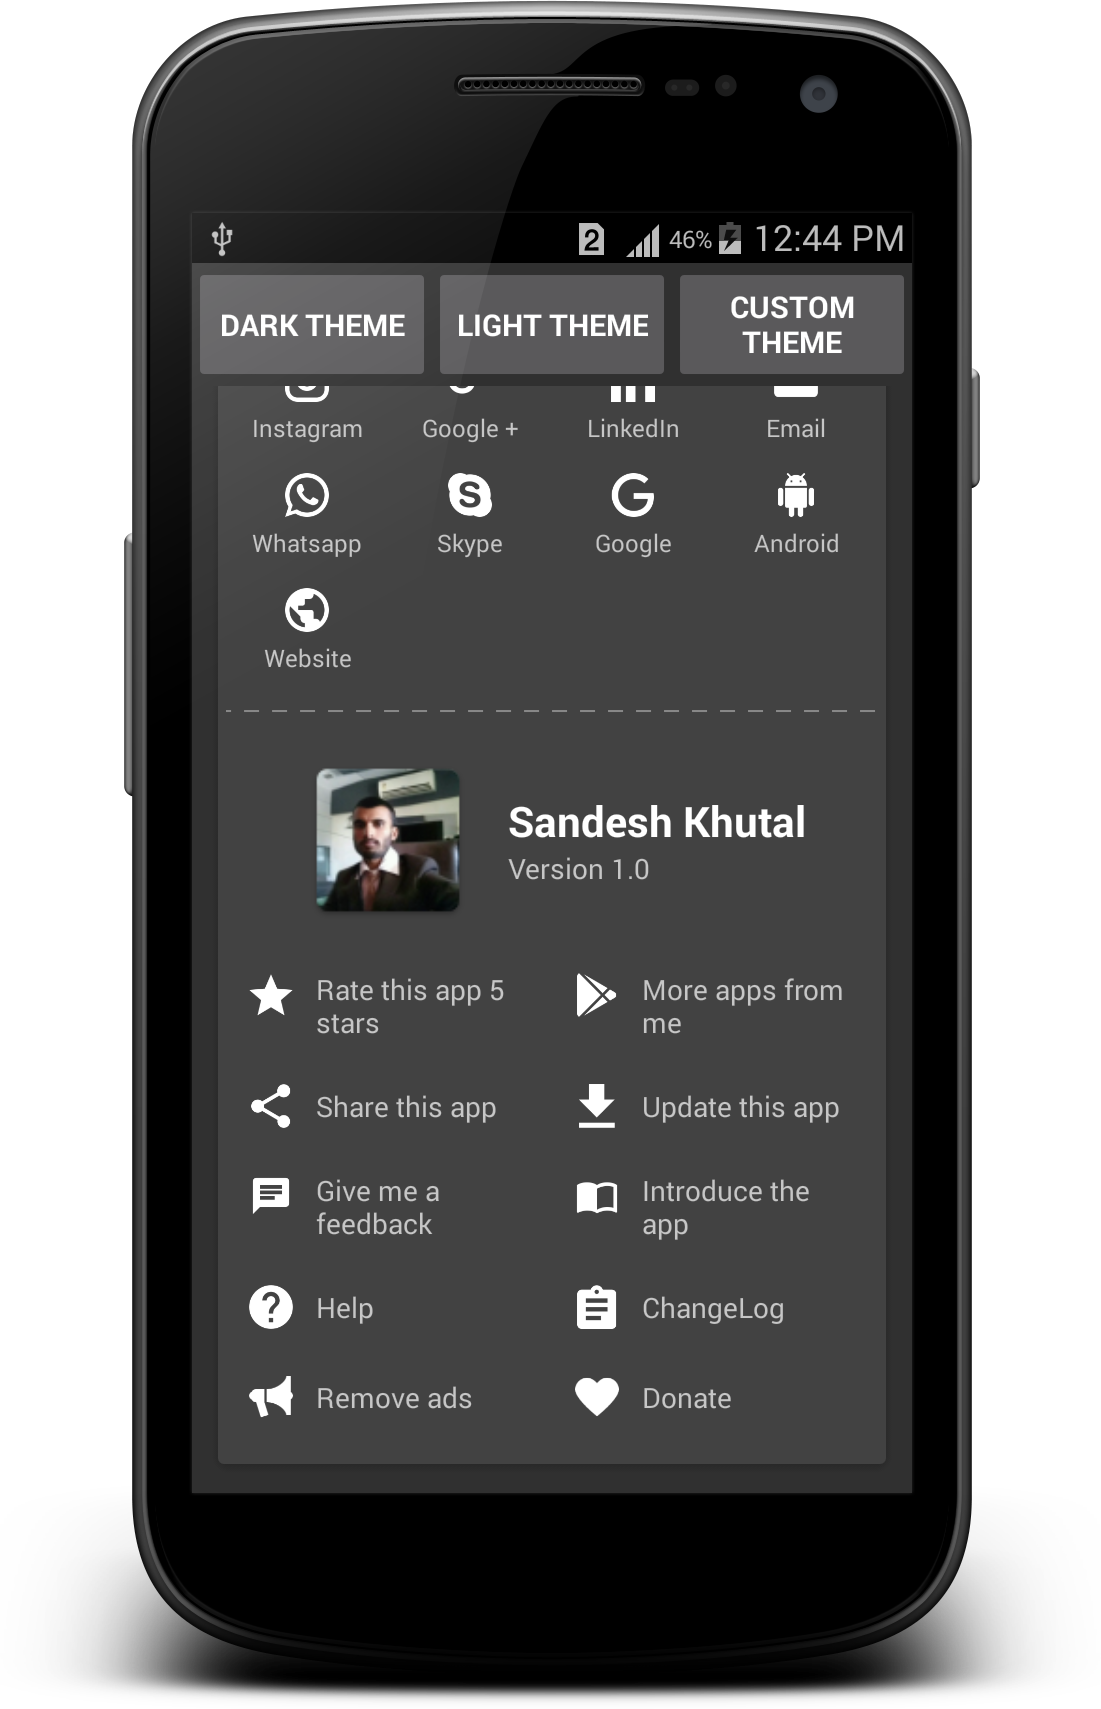 2 46% 12:44 PM
DARK THEME LIGHT THEME CUSTOM
THEME
Instagram Google + LinkedIn Email
Whatsapp Skype Google Android
Website
Sandesh Khutal
Version 1.0
Rate this app 5
stars
More apps from
me
Share this app
Update this app
Give me a
feedback
Introduce the
app
Help
ChangeLog
Remove ads
Donate